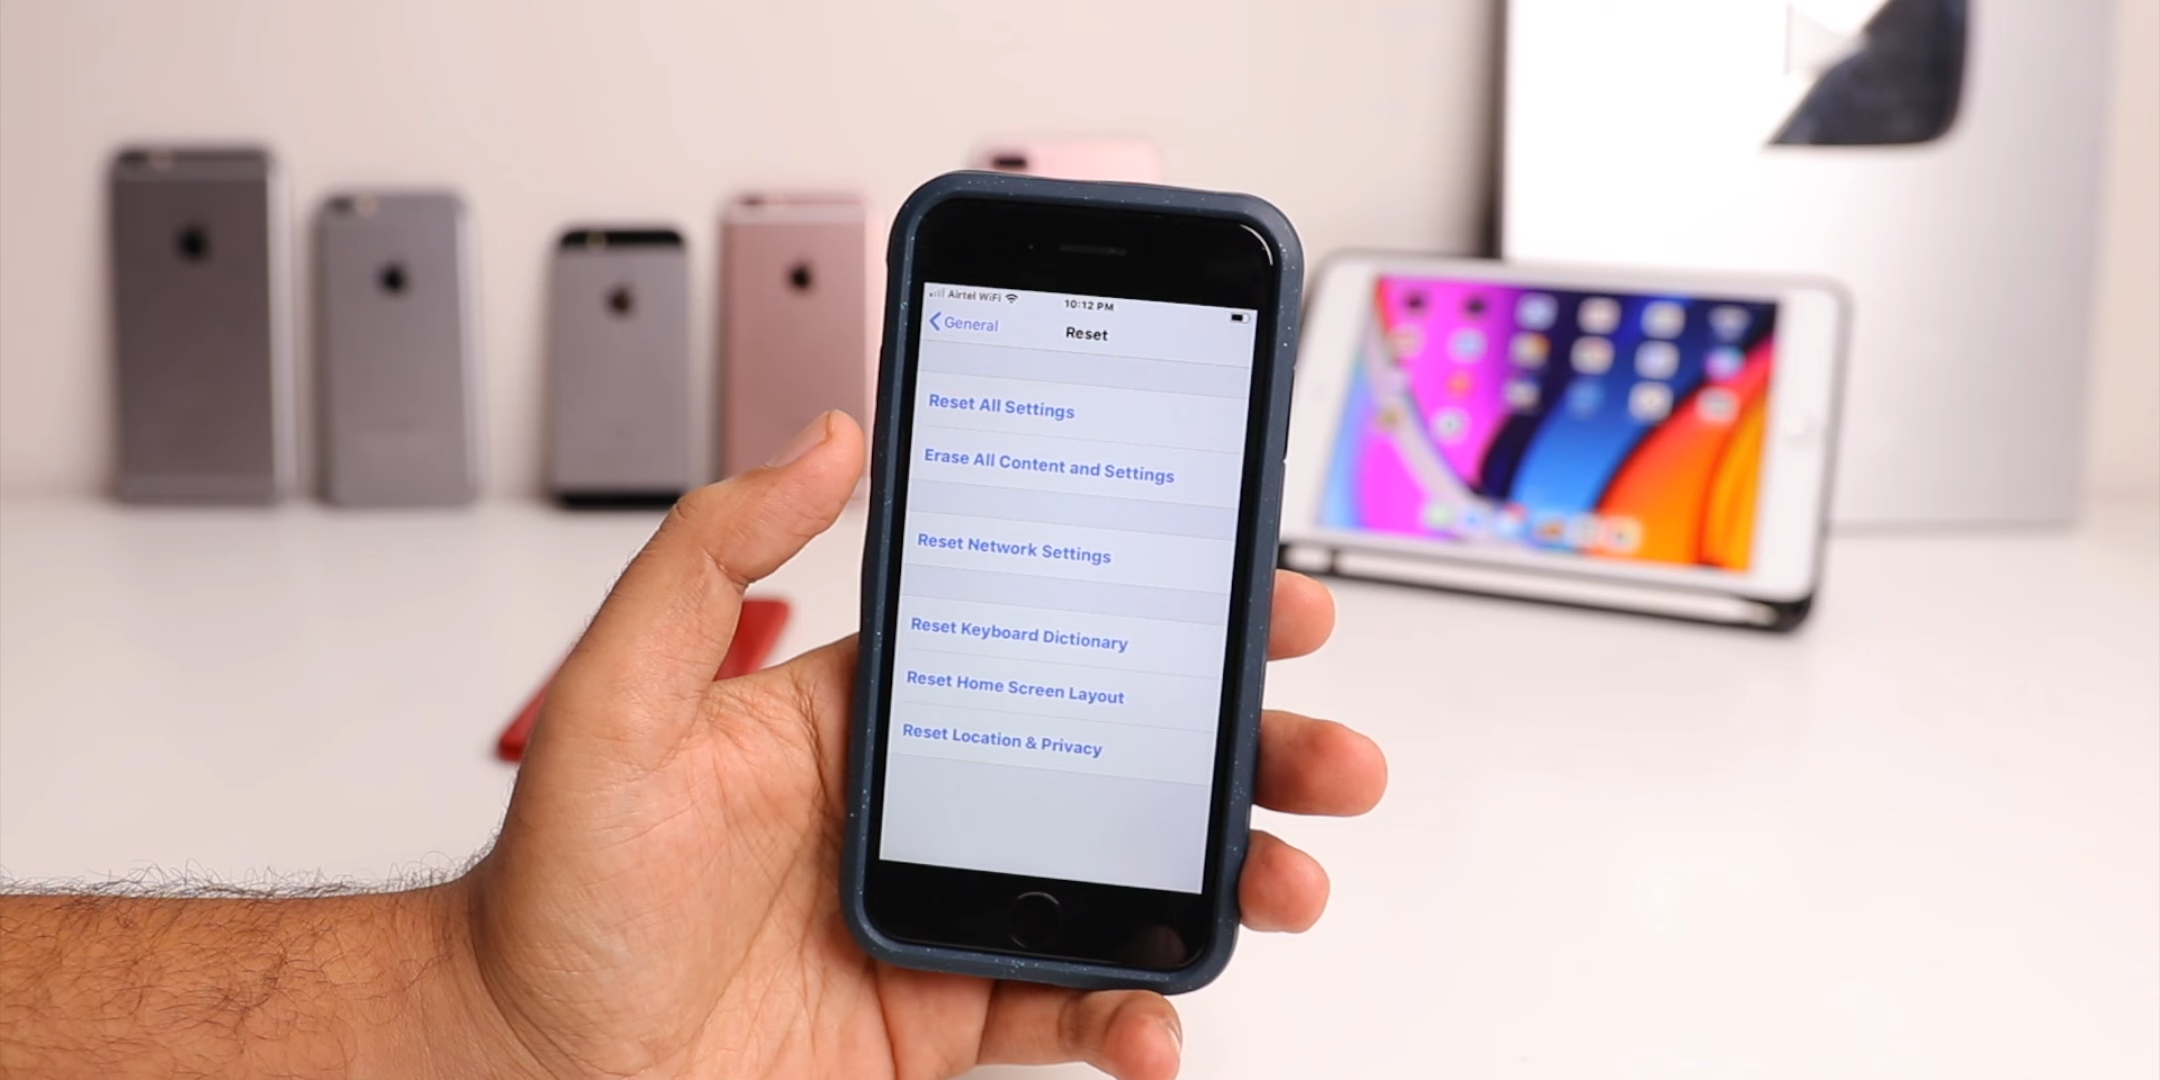 Airtel WiFi
10:12 PM
General
Reset
Reset All Settings
Erase All Content and Settings
Reset Network Settings
Reset Keyboard Dictionary
Reset Home Screen Layout
Reset Location & Privacy